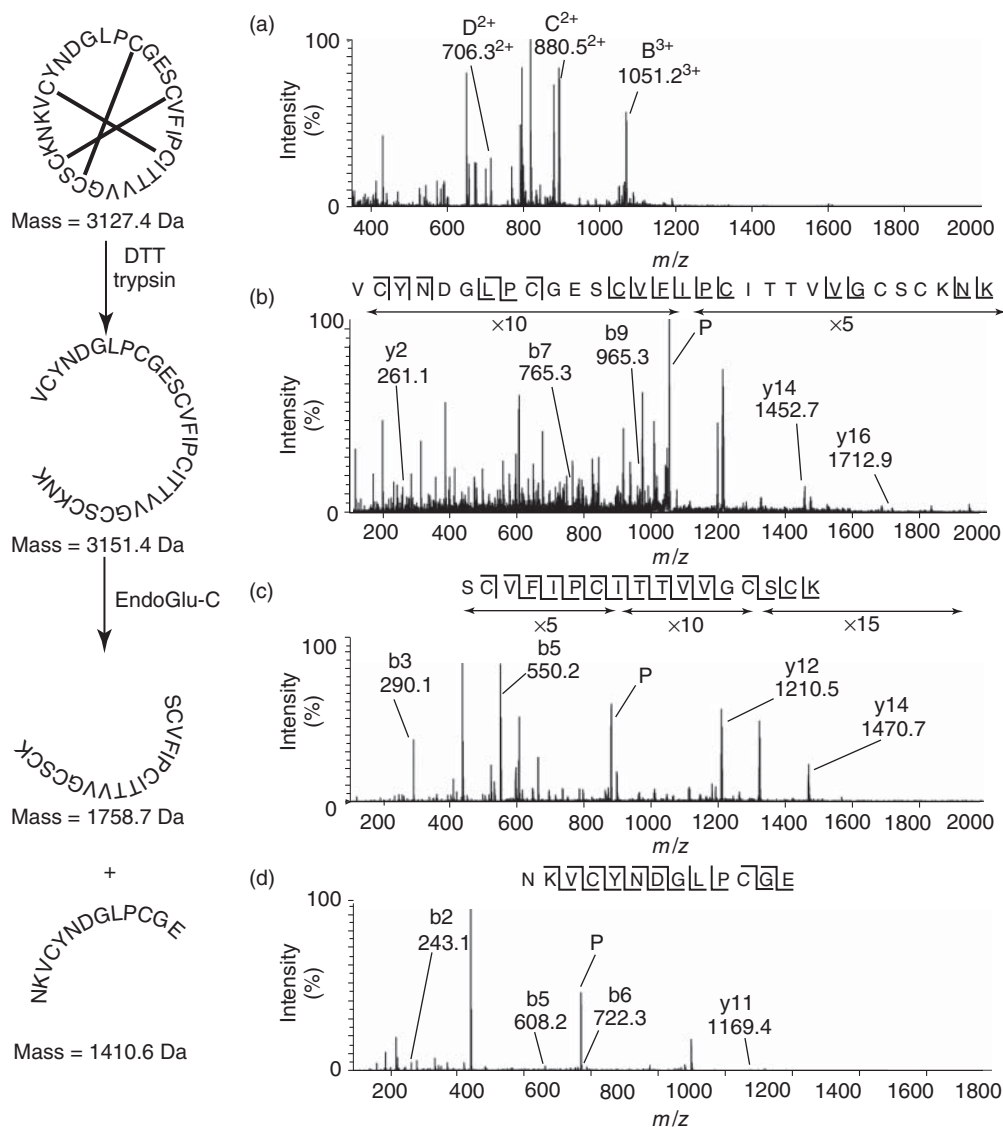 VCYNDGLPCGESCVFIPCITTVVGCSCKNK
Mass = 3127.4 Da
DTT
trypsin
VCYNDGLPCGESCVFIPCITTVVGCSCKNK
Mass = 3151.4 Da
EndoGlu-C
SCVFIPCITTVVGCSCK
Mass = 1758.7 Da
+
NKVCYNDGLPCGE
Mass = 1410.6 Da
(a)
100
0
Intensity
(%)
D2+
706.3²⁺
C2+
880.5²⁺
B3+
1051.2³⁺
400 600 800 1000 1200 1400 1600 1800 2000
m/z
(b)
V C Y N D G L P C G E S C V F I P C I T T V V G C S C K N K
×10
×5
100
0
Intensity
(%)
y2
261.1
b7
765.3
b9
965.3
P
y14
1452.7
y16
1712.9
200 400 600 800 1000 1200 1400 1600 1800 2000
m/z
(c)
S C V F I P C I T T V V G C S C K
×5
×10
×15
100
0
Intensity
(%)
b3
290.1
b5
550.2
P
y12
1210.5
y14
1470.7
200 400 600 800 1000 1200 1400 1600 1800 2000
m/z
(d)
N K V C Y N D G L P C G E
100
0
Intensity
(%)
b2
243.1
b5
608.2
P
b6
722.3
y11
1169.4
200 400 600 800 1000 1200 1400 1600 1800
m/z